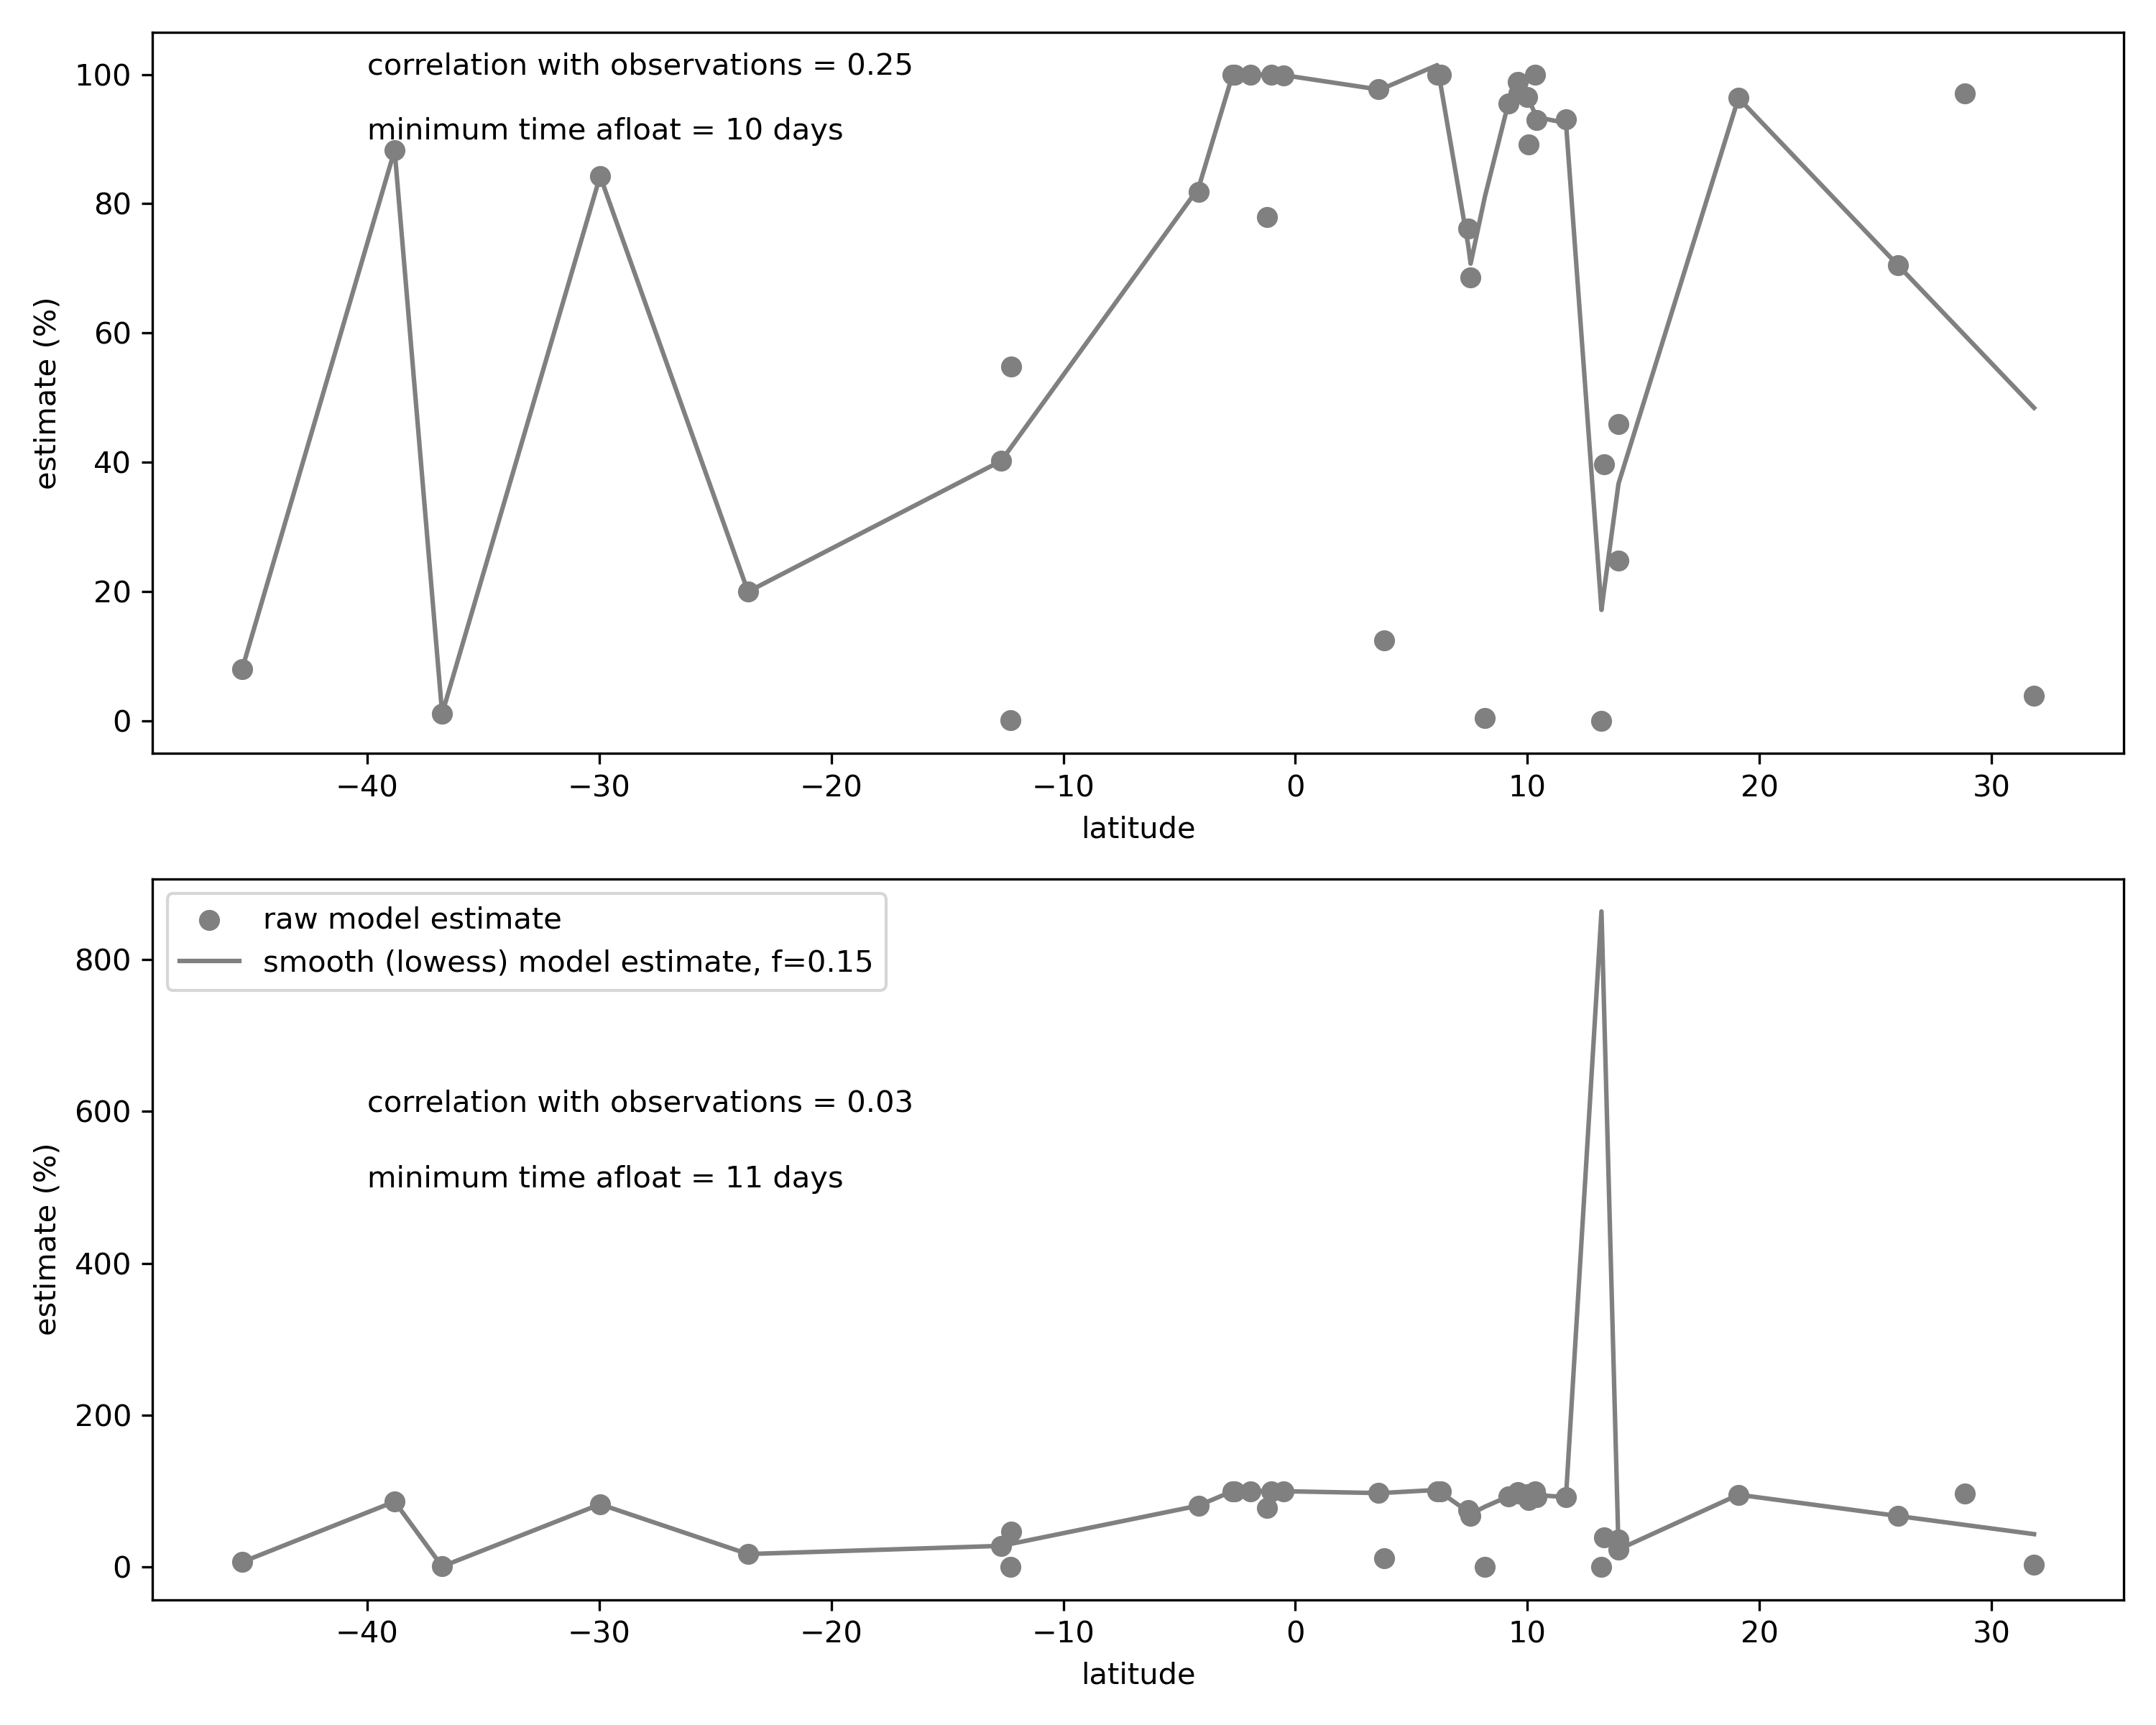 correlation with observations = 0.25
minimum time afloat = 10 days
estimate (%)
100
80
60
40
20
0
−40 −30 −20 −10 0 10 20 30
latitude
raw model estimate
smooth (lowess) model estimate, f=0.15
correlation with observations = 0.03
minimum time afloat = 11 days
estimate (%)
800
600
400
200
0
−40 −30 −20 −10 0 10 20 30
latitude